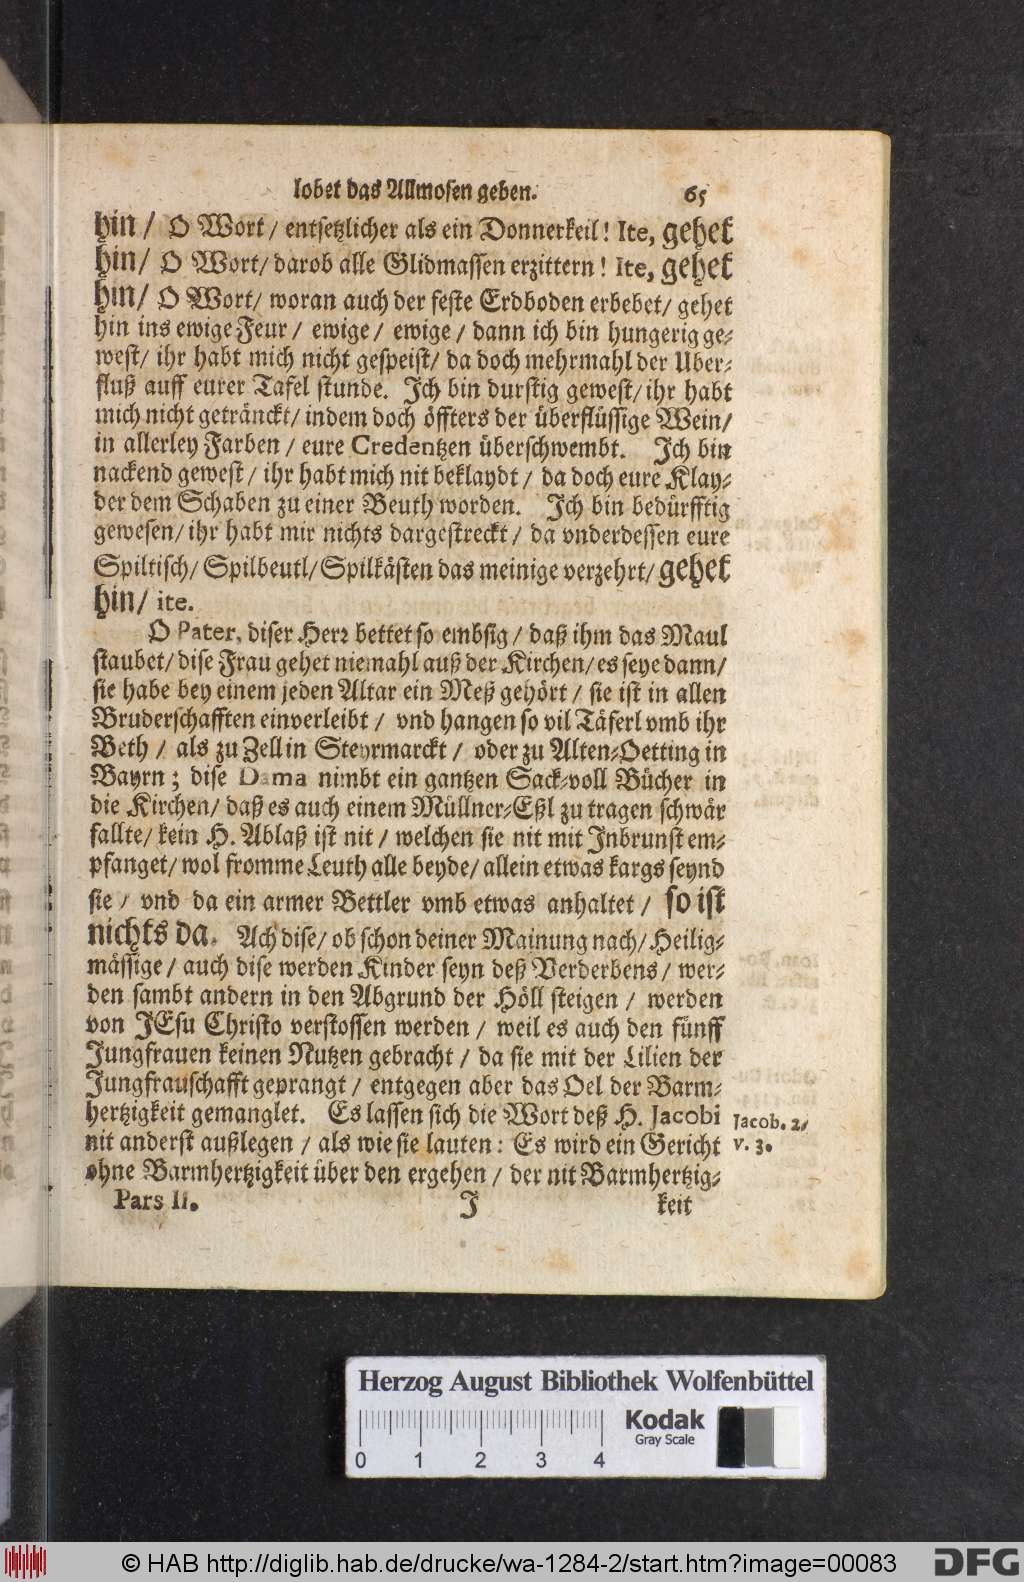 lobet das Allmosen geben. 65
hin / O Wort / entsetzlicher als ein Donnerkeil! Ite, gehet
hin / O Wort / darob alle Glidmassen erzittern! Ite, gehet
hin / O Wort / woran auch der feste Erdboden erbebet / gehet
hin ins ewige Feur / ewige / ewige / dann ich bin hungerig ge-
west / ihr habt mich nicht gespeist / da doch mehrmahl der Uber-
fluß auff eurer Tafel stunde. Ich bin durstig gewest / ihr habt
mich nicht geträncket / indem doch öffters der überflüssige Wein /
in allerley Farben / eure Credentzen überschwembt. Ich bin
nackend gewest / ihr habt mich nit beklaydt / da doch eure Klay-
der dem Schaben zu einer Beuth worden. Ich bin bedürfftig
gewesen / ihr habt mir nichts dargestreckt / da vnderdessen eure
Spiltisch / Spilbeutl / Spilkästen das meinige verzehrt / gehet
hin / ite.
O Pater, diser Herr bettet so embsig / daß ihm das Maul
staubet / dise Frau gehet niemahl auß der Kirchen / es seye dann /
sie habe bey einem jeden Altar ein Meß gehört / sie ist in allen
Bruderschafften einverleibt / vnd hangen so vil Täferl vmb ihr
Beth / als zu Zell in Steyrmarckt / oder zu Alten-Oetting in
Bayrn; dise Dama nimbt ein gantzen Sack-voll Bücher in
die Kirchen / daß es auch einem Müllner-Eßl zu tragen schwär
fallte / kein H. Ablaß ist nit / welchen sie nit mit Inbrunst em-
pfanget / wol fromme Leuth alle beyde / allein etwas kargs seynd
sie / vnd da ein armer Bettler vmb etwas anhaltet / so ist
nichts da. Ach dise / ob schon deiner Mainung nach / Heilig-
mässige / auch dise werden Kinder seyn deß Verderbens / wer-
den sambt andern in den Abgrund der Höll steigen / werden
von JEsu Christo verstossen werden / weil es auch den fünff
Jungfrauen keinen Nutzen gebracht / da sie mit der Lilien der
Jungfrauschafft geprangt / entgegen aber das Oel der Barm-
hertzigkeit gemanglet. Es lassen sich die Wort deß H. Jacobi
nit anderst außlegen / als wie sie lauten: Es wird ein Gericht
ohne Barmhertzigkeit über den ergehen / der nit Barmhertzig-
Jacob. 2 /
v. 3.
Pars II. J keit
Herzog August Bibliothek Wolfenbüttel
Kodak
Gray Scale
0 1 2 3 4
© HAB http://diglib.hab.de/drucke/wa-1284-2/start.htm?image=00083
DFG